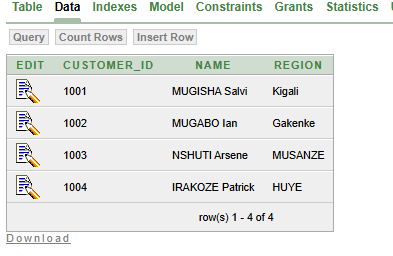 Table Data Indexes Model Constraints Grants Statistics
Query Count Rows Insert Row
EDIT CUSTOMER_ID NAME REGION
1001 MUGISHA Salvi Kigali
1002 MUGABO Ian Gakenke
1003 NSHUTI Arsene MUSANZE
1004 IRAKOZE Patrick HUYE
row(s) 1 - 4 of 4
Download